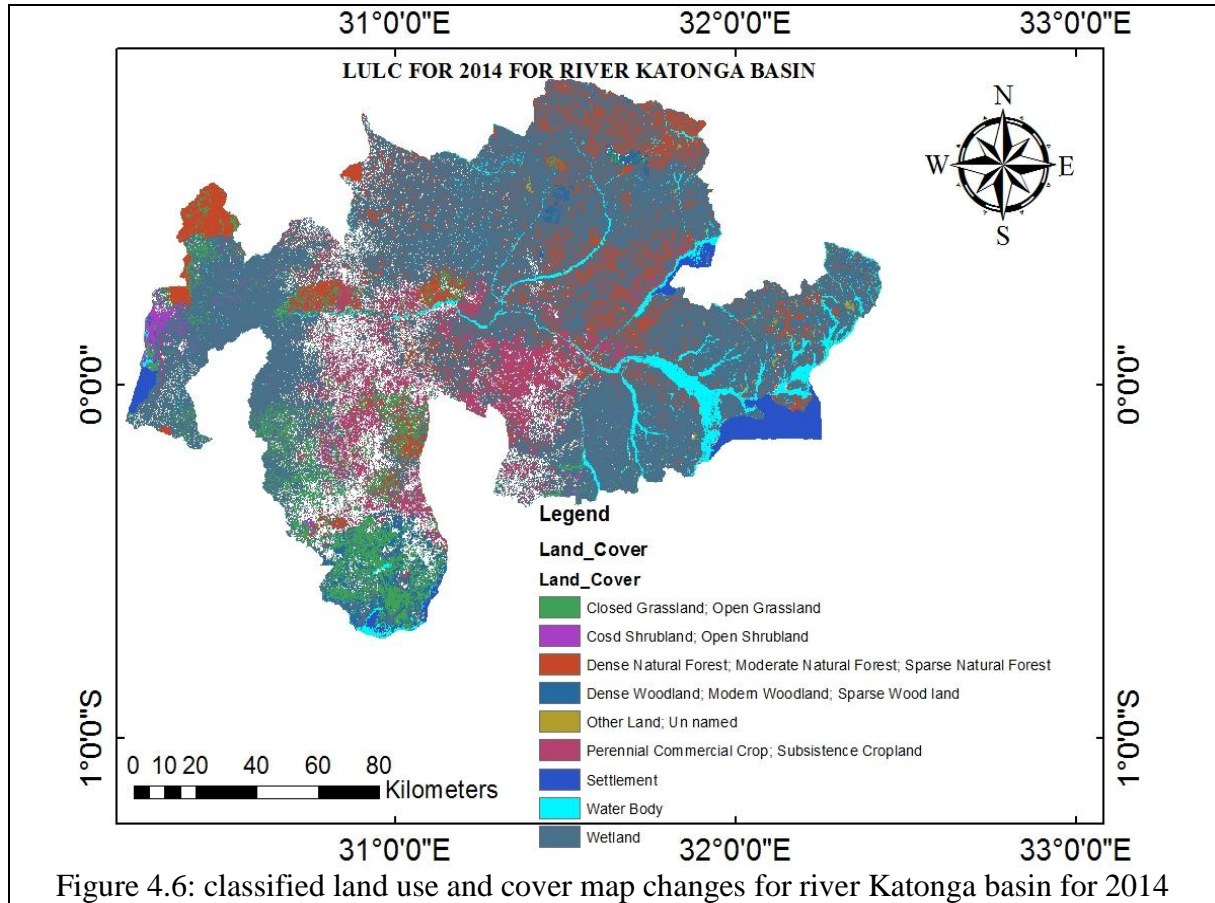 31°0'0"E 32°0'0"E 33°0'0"E
LULC FOR 2014 FOR RIVER KATONGA BASIN
N
W E
S
0°0'0"
0°0'0"
1°0'0"S
1°0'0"S
Legend
Land_Cover
Land_Cover
Closed Grassland; Open Grassland
Cosd Shrubland; Open Shrubland
Dense Natural Forest; Moderate Natural Forest; Sparse Natural Forest
Dense Woodland; Modern Woodland; Sparse Wood land
Other Land; Un named
Perennial Commercial Crop; Subsistence Cropland
Settlement
Water Body
Wetland
0 10 20 40 60 80
Kilometers
31°0'0"E 32°0'0"E 33°0'0"E
Figure 4.6: classified land use and cover map changes for river Katonga basin for 2014